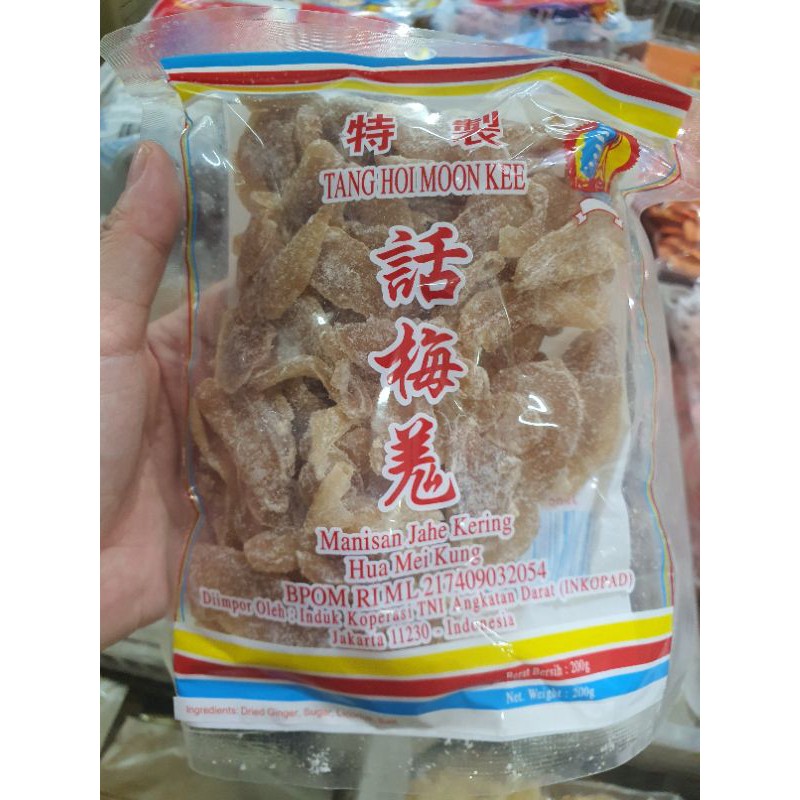 特 製
TANG HOI MOON KEE
話
梅
羌
Manisan Jahe Kering
Hua Mei Kung
BPOM RI ML 217409032054
Diimpor Oleh : Induk Koperasi TNI Angkatan Darat (INKOPAD)
Jakarta 11230 - Indonesia
Berat Bersih : 200g
Net. Weight : 200g
Ingredients: Dried Ginger, Sugar,